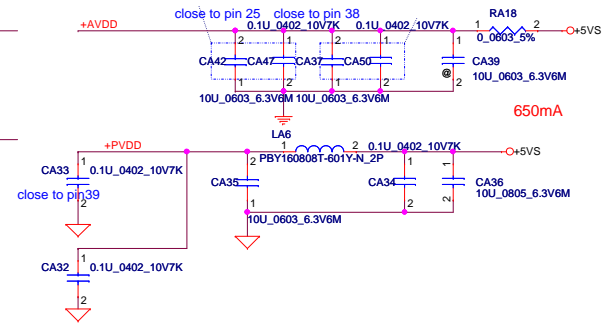 close to pin 25 close to pin 38
RA18
+AVDD 0.1U_0402_10V7K 0.1U_0402_10V7K 1 2 +5VS
0_0603_5%
2 1 2 1 1
CA42 CA47 CA37 CA50 CA39
@ 10U_0603_6.3V6M
1 2 1 2 2
10U_0603_6.3V6M 10U_0603_6.3V6M
650mA
LA6
+PVDD 1 2 0.1U_0402_10V7K +5VS
PBY160808T-601Y-N_2P
CA33 1 0.1U_0402_10V7K 2 1 1
CA35 CA34 CA36
close to pin39 10U_0805_6.3V6M
2 1 2 2
10U_0603_6.3V6M
1
CA32 0.1U_0402_10V7K
2